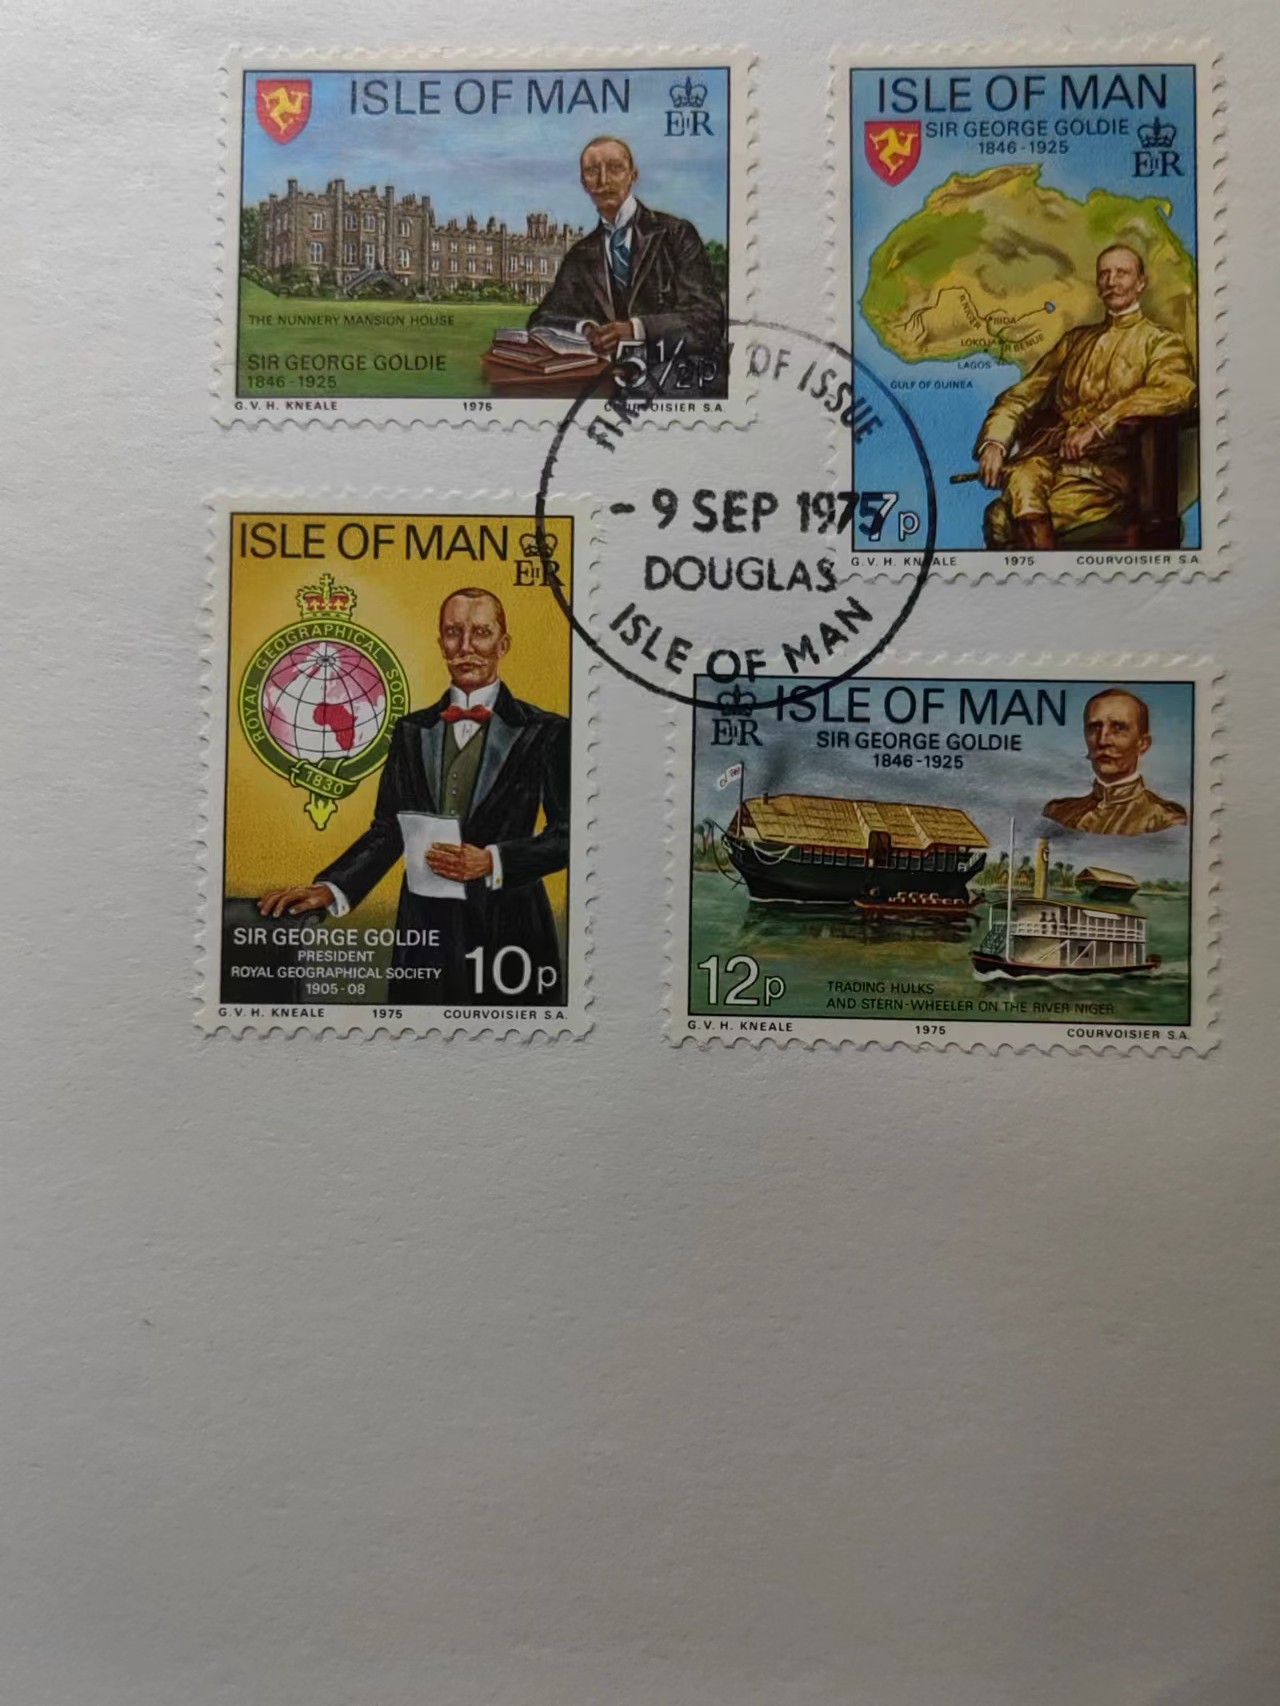 ISLE OF MAN
EIIR
THE NUNNERY MANSION HOUSE
SIR GEORGE GOLDIE
1846-1925
5½p
G.V.H. KNEALE 1975 COURVOISIER S.A.
ISLE OF MAN
SIR GEORGE GOLDIE
1846-1925
EIIR
R.NIGER
BIDA
LOKOJA
R.BENUE
LAGOS
GULF OF GUINEA
7p
G.V.H. KNEALE 1975 COURVOISIER S.A.
OF ISSUE
- 9 SEP 1975
DOUGLAS
ISLE OF MAN
ISLE OF MAN
EIIR
ROYAL GEOGRAPHICAL SOCIETY
1830
SIR GEORGE GOLDIE
PRESIDENT
ROYAL GEOGRAPHICAL SOCIETY
1905-08
10p
G.V.H. KNEALE 1975 COURVOISIER S.A.
ISLE OF MAN
EIIR
SIR GEORGE GOLDIE
1846-1925
12p
TRADING HULKS
AND STERN-WHEELER ON THE RIVER NIGER
G.V.H. KNEALE 1975 COURVOISIER S.A.